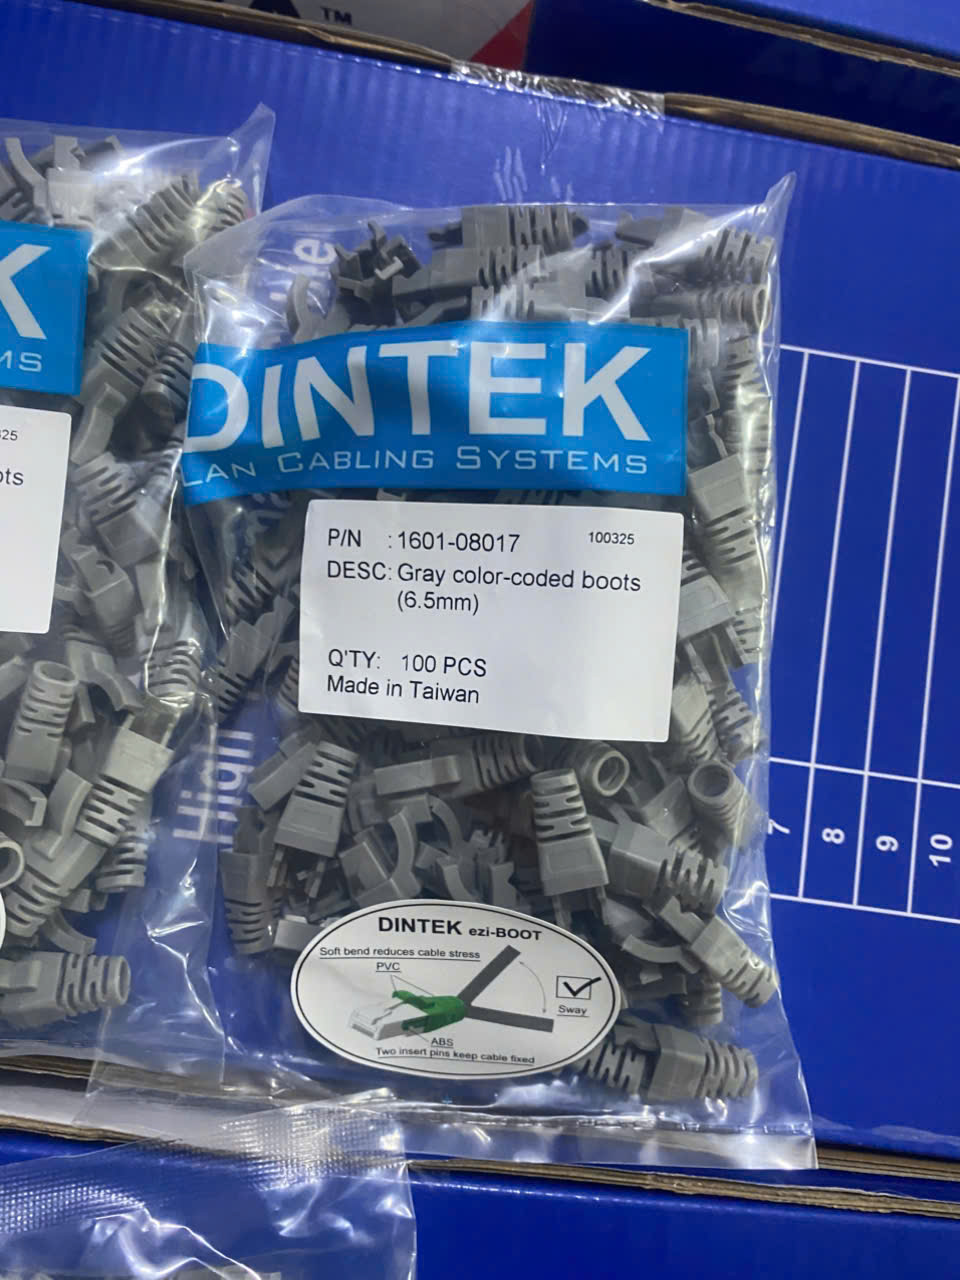 TM
K
MS
325
ots
DINTEK
LAN CABLING SYSTEMS
P/N : 1601-08017 100325
DESC: Gray color-coded boots
(6.5mm)
Q'TY: 100 PCS
Made in Taiwan
High
7
8
9
10
DINTEK ezi-BOOT
Soft bend reduces cable stress
PVC
Sway
ABS
Two insert pins keep cable fixed